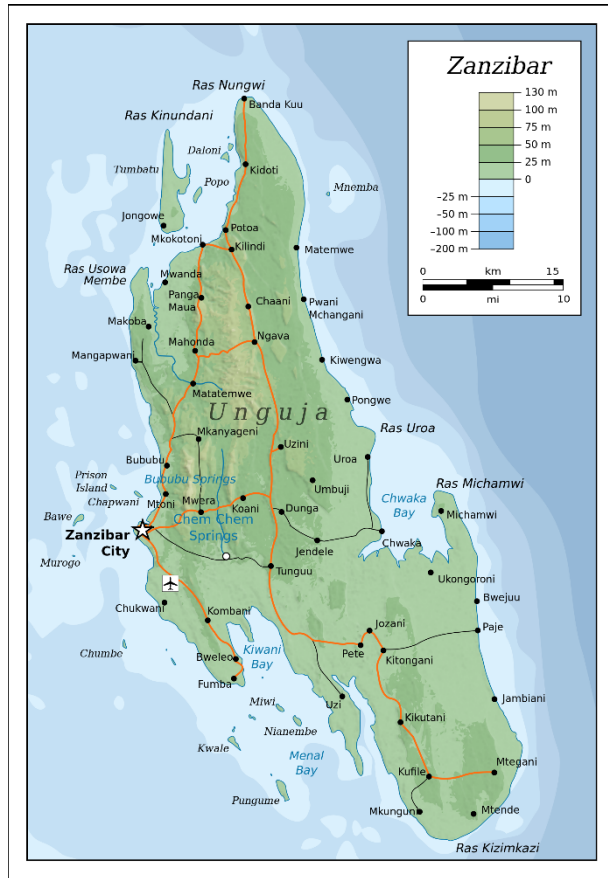 Zanzibar
130 m
100 m
75 m
50 m
25 m
0
-25 m
-50 m
-100 m
-200 m
0 km 15
0 mi 10
Ras Nungwi
Banda Kuu
Ras Kinundani
Daloni
Tumbatu
Kidoti
Popo
Mnemba
Jongowe
Potoa
Mkokotoni
Kilindi
Matemwe
Ras Usowa
Membe
Mwanda
Panga
Maua
Chaani
Pwani
Mchangani
Makoba
Ngava
Mahonda
Mangapwani
Kiwengwa
Matatemwe
Pongwe
Unguja
Ras Uroa
Mkanyageni
Uzini
Uroa
Bububu
Bububu Springs
Prison
Island
Umbuji
Ras Michamwi
Chapwani
Mtoni
Mwera
Koani
Dunga
Chwaka
Bay
Michamwi
Bawe
Chem Chem
Springs
Zanzibar
City
Chwaka
Jendele
Murogo
Tunguu
Ukongoroni
Chukwani
Bwejuu
Kombani
Jozani
Paje
Chumbe
Kiwani
Bay
Bweleo
Pete
Kitongani
Fumba
Miwi
Uzi
Jambiani
Nianembe
Kikutani
Kwale
Menal
Bay
Kufile
Mtegani
Pungume
Mkunguni
Mtende
Ras Kizimkazi